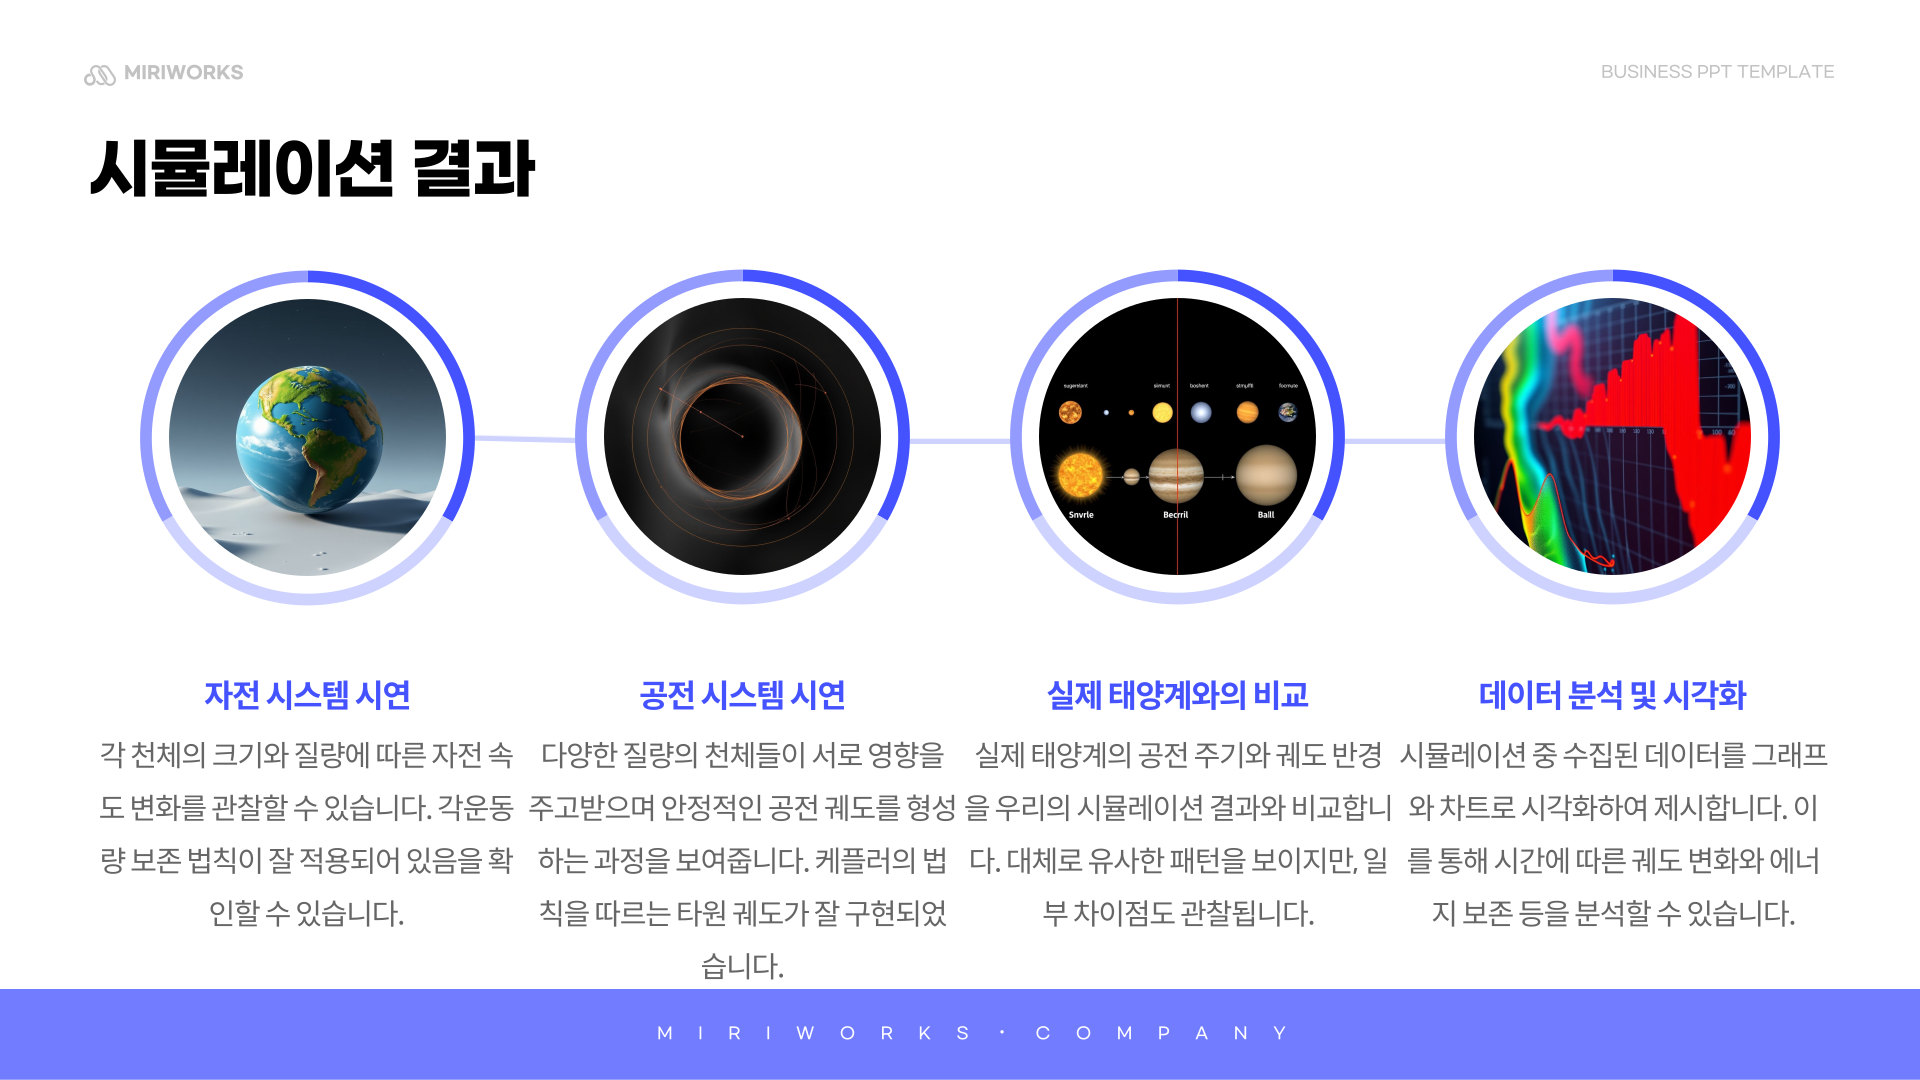 MIRIWORKS
BUSINESS PPT TEMPLATE
시뮬레이션 결과
sugerstant
simunt
boshent
stmpffti
formute
Snvrle
Becrril
Baill
자전 시스템 시연
각 천체의 크기와 질량에 따른 자전 속
도 변화를 관찰할 수 있습니다. 각운동
량 보존 법칙이 잘 적용되어 있음을 확
인할 수 있습니다.
공전 시스템 시연
다양한 질량의 천체들이 서로 영향을
주고받으며 안정적인 공전 궤도를 형성
하는 과정을 보여줍니다. 케플러의 법
칙을 따르는 타원 궤도가 잘 구현되었
습니다.
실제 태양계와의 비교
실제 태양계의 공전 주기와 궤도 반경
을 우리의 시뮬레이션 결과와 비교합니
다. 대체로 유사한 패턴을 보이지만, 일
부 차이점도 관찰됩니다.
데이터 분석 및 시각화
시뮬레이션 중 수집된 데이터를 그래프
와 차트로 시각화하여 제시합니다. 이
를 통해 시간에 따른 궤도 변화와 에너
지 보존 등을 분석할 수 있습니다.
MIRIWORKS·COMPANY